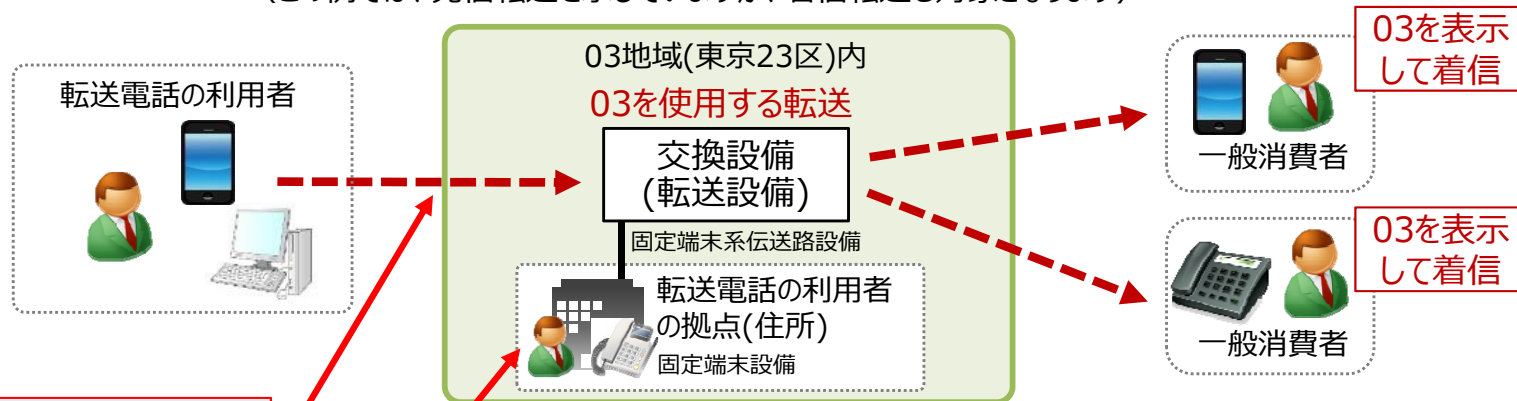 転送電話の利用者
03地域(東京23区)内
03を使用する転送
交換設備
(転送設備)
固定端末系伝送路設備
転送電話の利用者
の拠点(住所)
固定端末設備
03を表示
して着信
一般消費者
03を表示
して着信
一般消費者